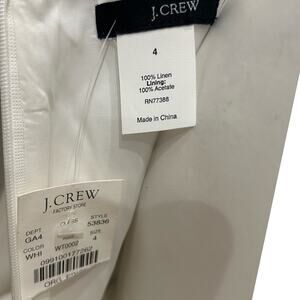 J.CREW
4
100% Linen
Lining:
100% Acetate
RN77388
Made in China
J.CREW
FACTORY STORE
DEPT
STYLE
GA4
53836
COLOR
SIZE
WHI
WT0002
4
099100177262